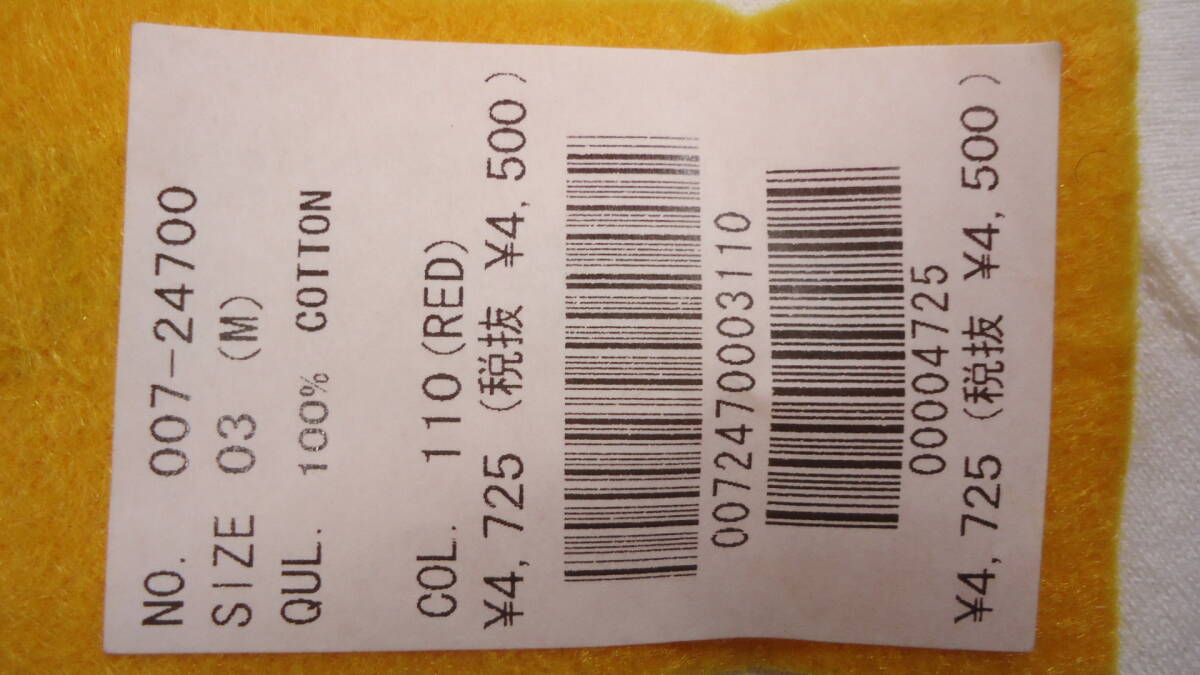 NO. 007-24700
SIZE 03 (M)
QUL. 100% COTTON
COL. 110(RED)
¥4,725 (税抜 ¥4,500)
0072470003110
00004725
¥4,725 (税抜 ¥4,500)